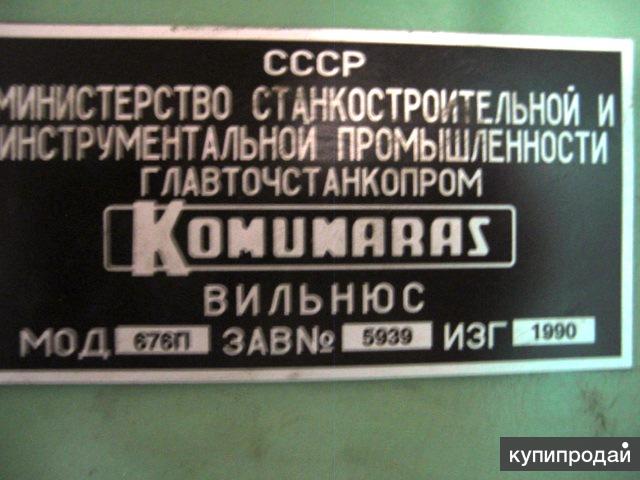 СССР
МИНИСТЕРСТВО СТАНКОСТРОИТЕЛЬНОЙ И
ИНСТРУМЕНТАЛЬНОЙ ПРОМЫШЛЕННОСТИ
ГЛАВТОЧСТАНКОПРОМ
KOMUNARAS
ВИЛЬНЮС
МОД 676П ЗАВ№ 5939 ИЗГ 1990
купипродай